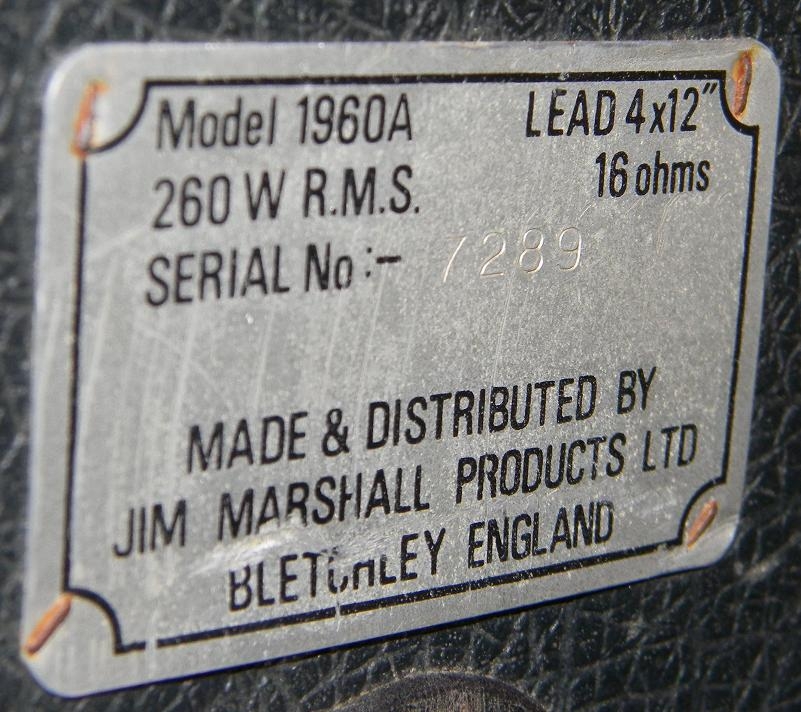 Model 1960A LEAD 4x12"
260 W R.M.S. 16 ohms
SERIAL No :- 7289
MADE & DISTRIBUTED BY
JIM MARSHALL PRODUCTS LTD
BLETCHLEY ENGLAND